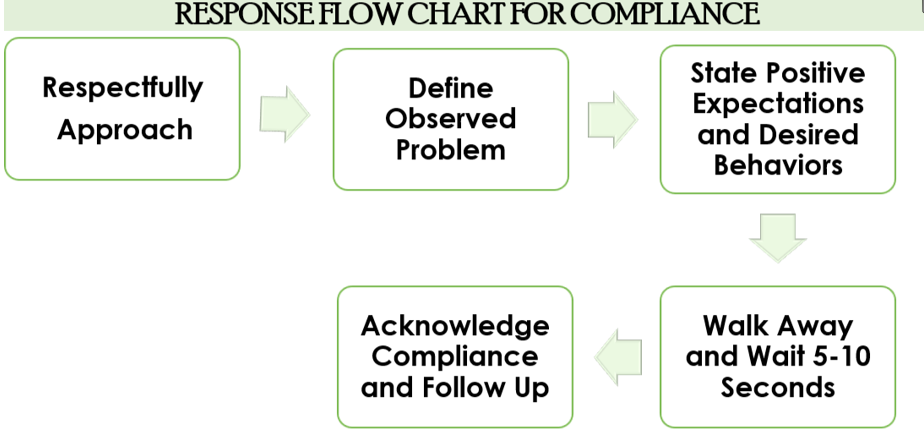 RESPONSE FLOW CHART FOR COMPLIANCE
Respectfully
Approach
Define
Observed
Problem
State Positive
Expectations
and Desired
Behaviors
Walk Away
and Wait 5-10
Seconds
Acknowledge
Compliance
and Follow Up